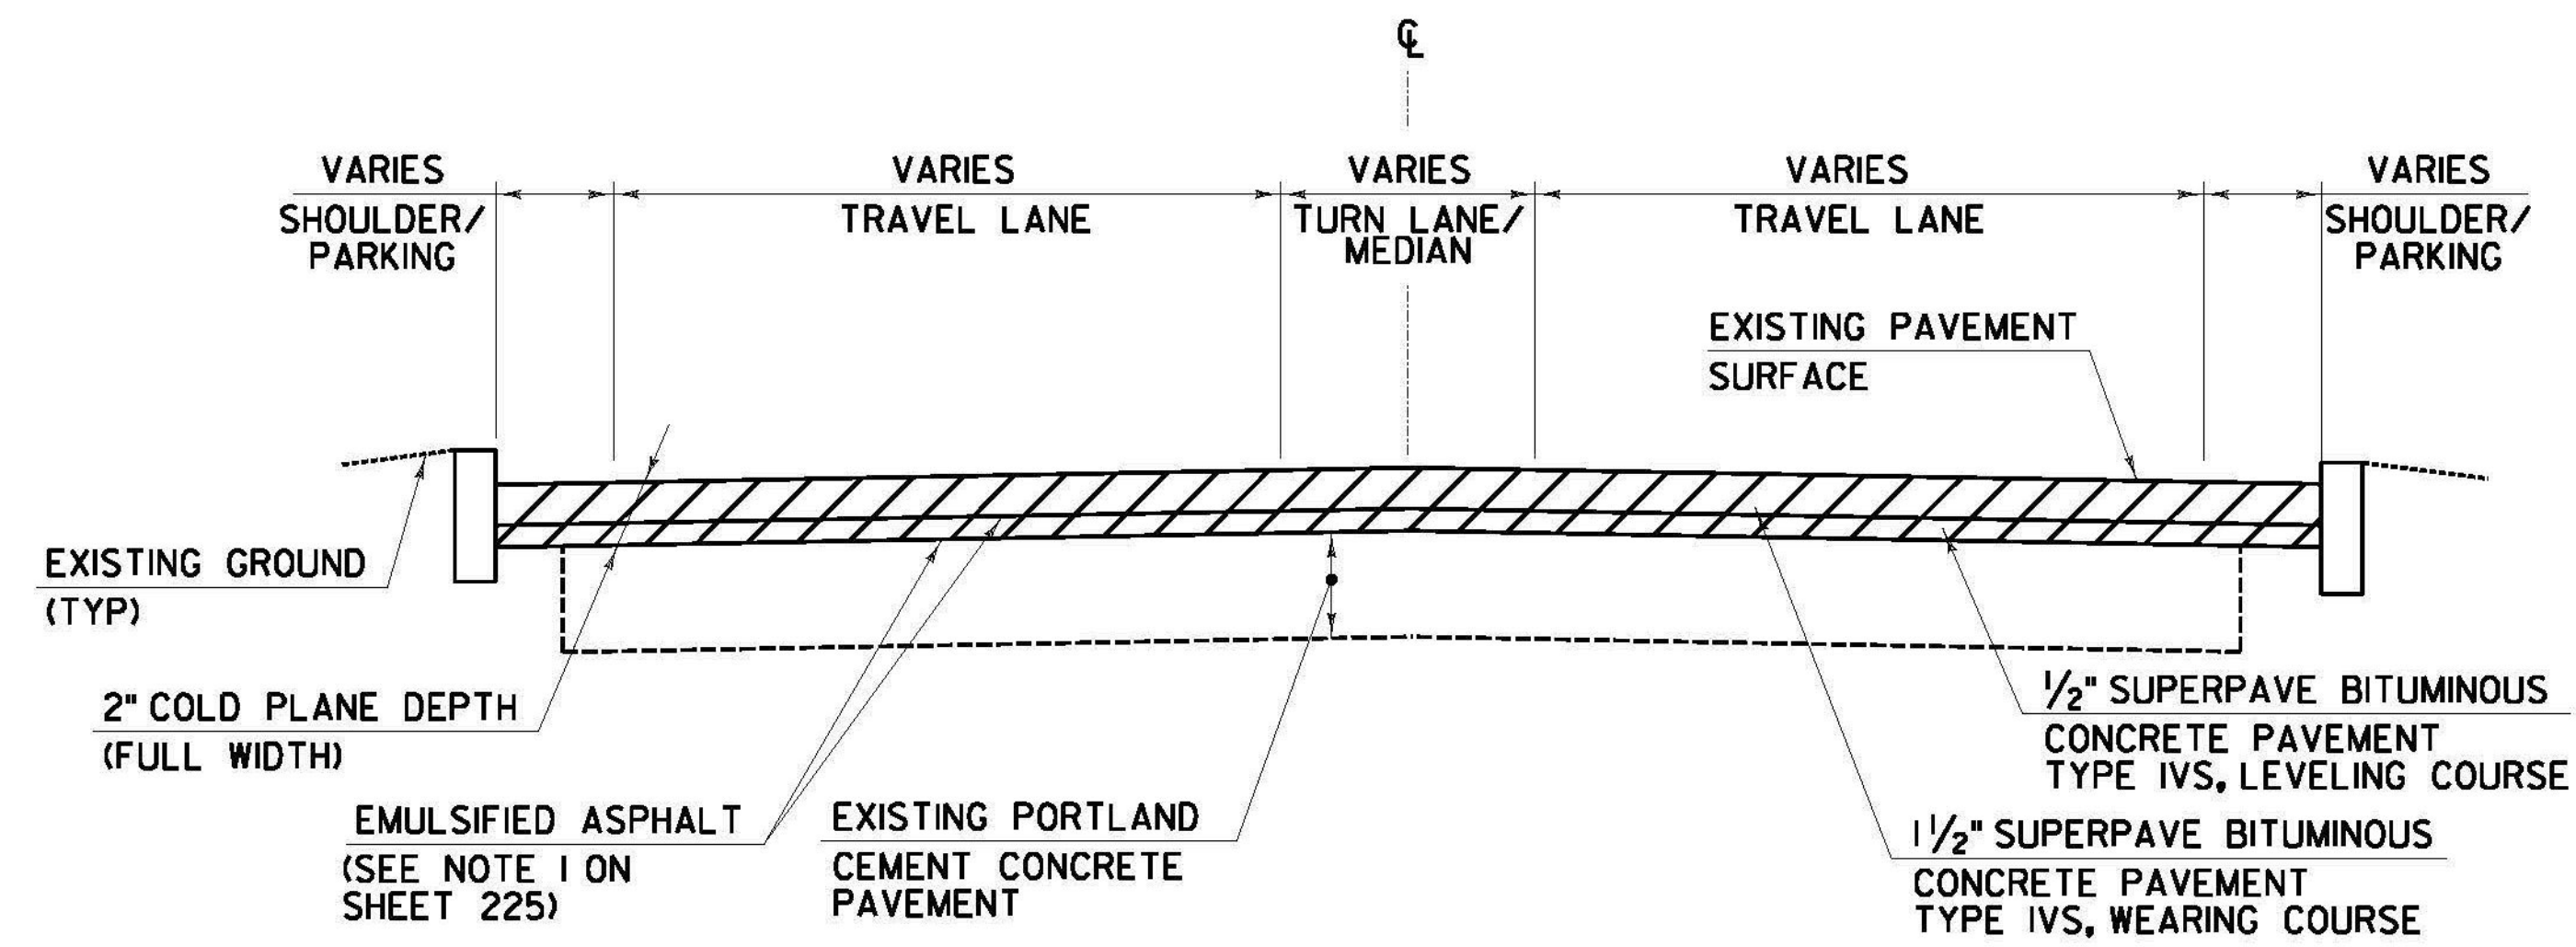 ℄
VARIES
SHOULDER/
PARKING
VARIES
TRAVEL LANE
VARIES
TURN LANE/
MEDIAN
VARIES
TRAVEL LANE
VARIES
SHOULDER/
PARKING
EXISTING PAVEMENT
SURFACE
EXISTING GROUND
(TYP)
2" COLD PLANE DEPTH
(FULL WIDTH)
EMULSIFIED ASPHALT
(SEE NOTE 1 ON
SHEET 225)
EXISTING PORTLAND
CEMENT CONCRETE
PAVEMENT
1/2" SUPERPAVE BITUMINOUS
CONCRETE PAVEMENT
TYPE IVS, LEVELING COURSE
1 1/2" SUPERPAVE BITUMINOUS
CONCRETE PAVEMENT
TYPE IVS, WEARING COURSE